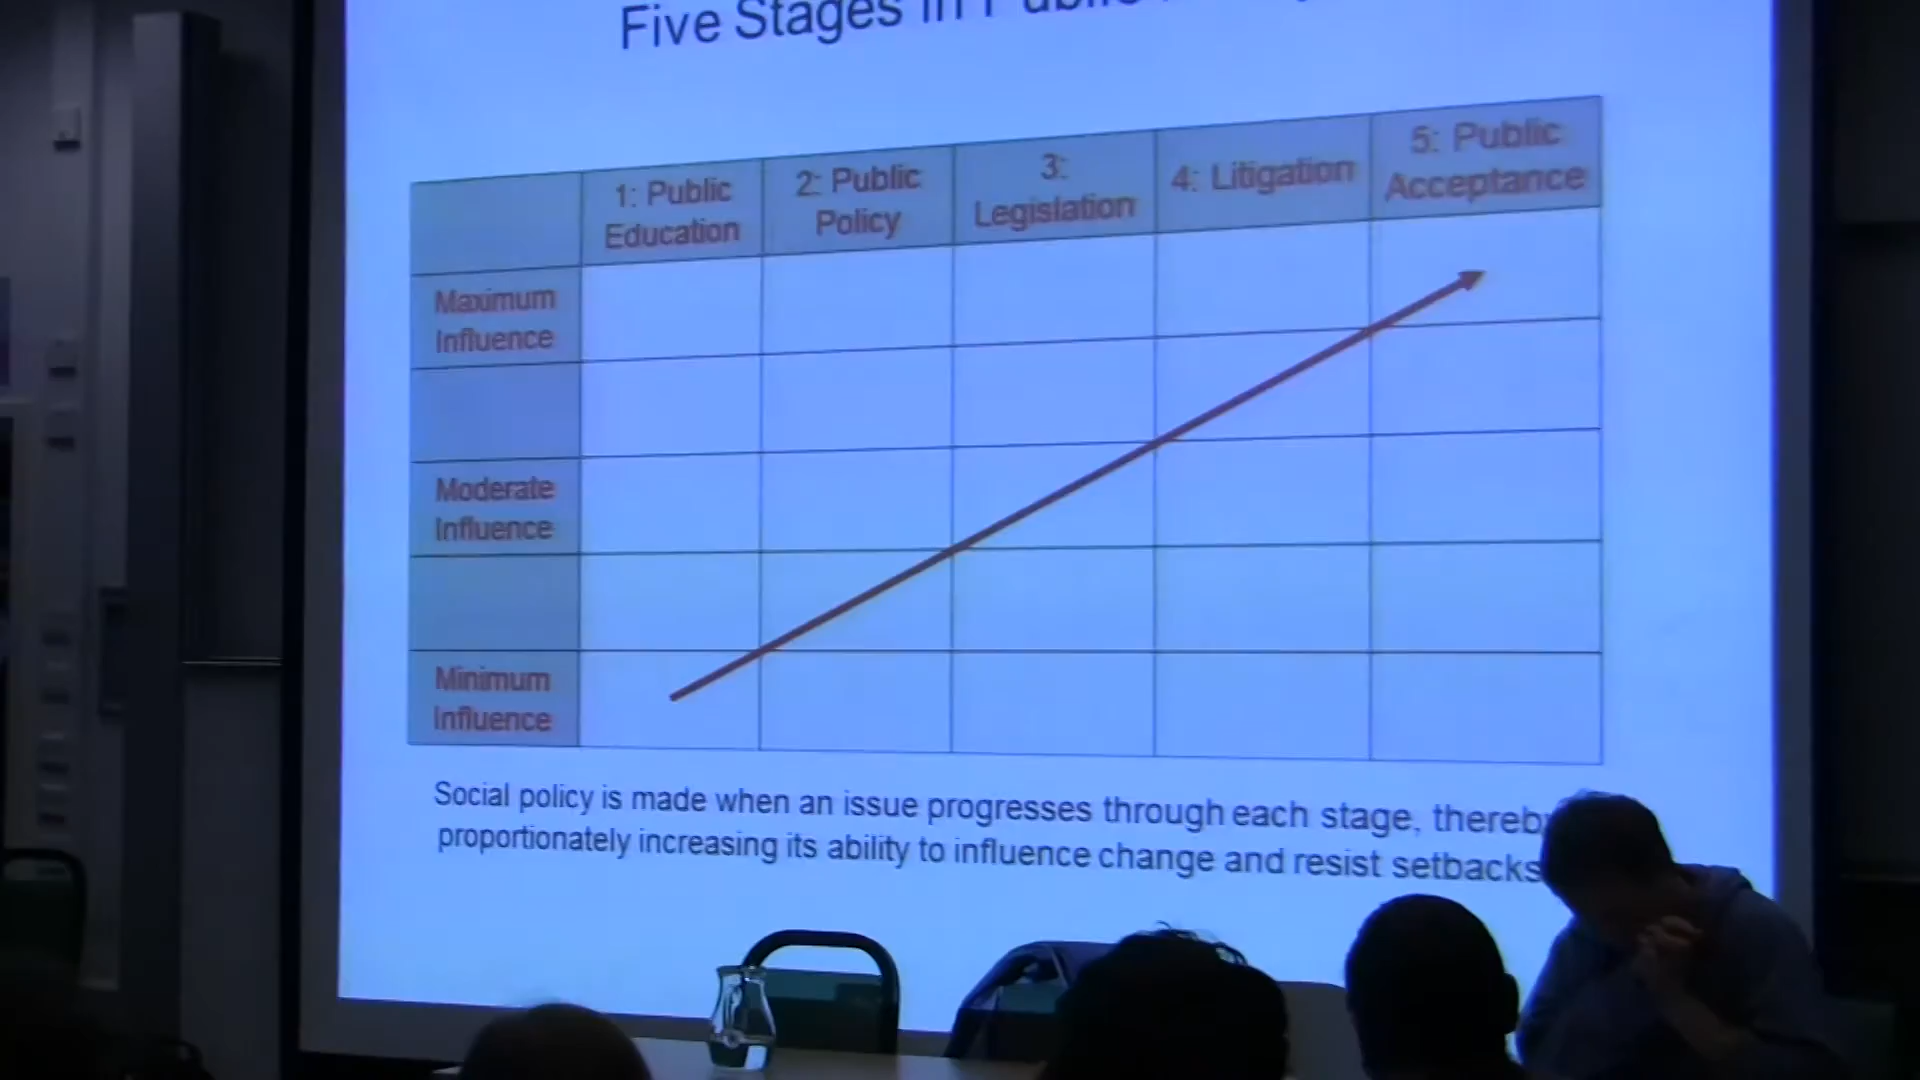 Five Stages in Public
1: Public
Education
2: Public
Policy
3:
Legislation
4: Litigation
5: Public
Acceptance
Maximum
Influence
Moderate
Influence
Minimum
Influence
Social policy is made when an issue progresses through each stage, thereby
proportionately increasing its ability to influence change and resist setbacks